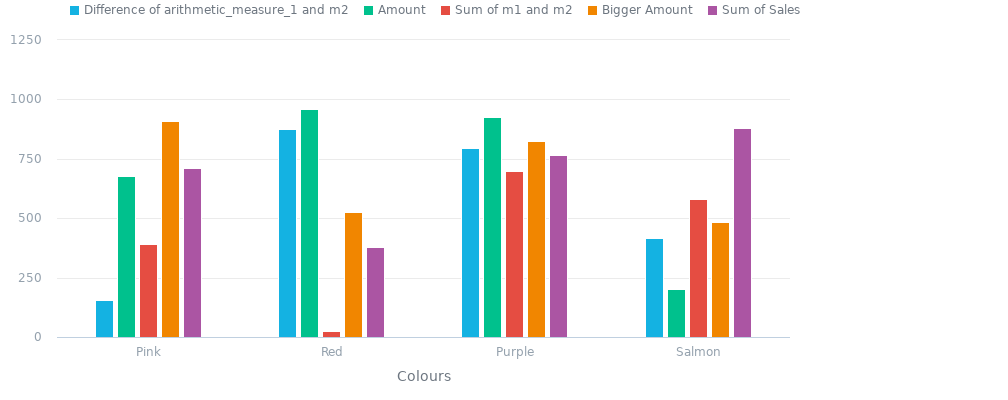 Difference of arithmetic_measure_1 and m2 Amount Sum of m1 and m2 Bigger Amount Sum of Sales
1250
1000
750
500
250
0
Pink Red Purple Salmon
Colours